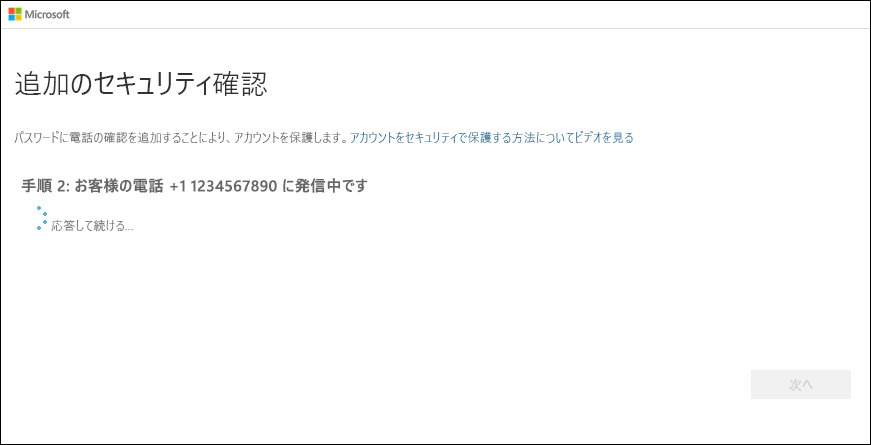 Microsoft
追加のセキュリティ確認
パスワードに電話の確認を追加することにより、アカウントを保護します。アカウントをセキュリティで保護する方法についてビデオを見る
手順 2: お客様の電話 +1 1234567890 に発信中です
応答して続ける...
次へ